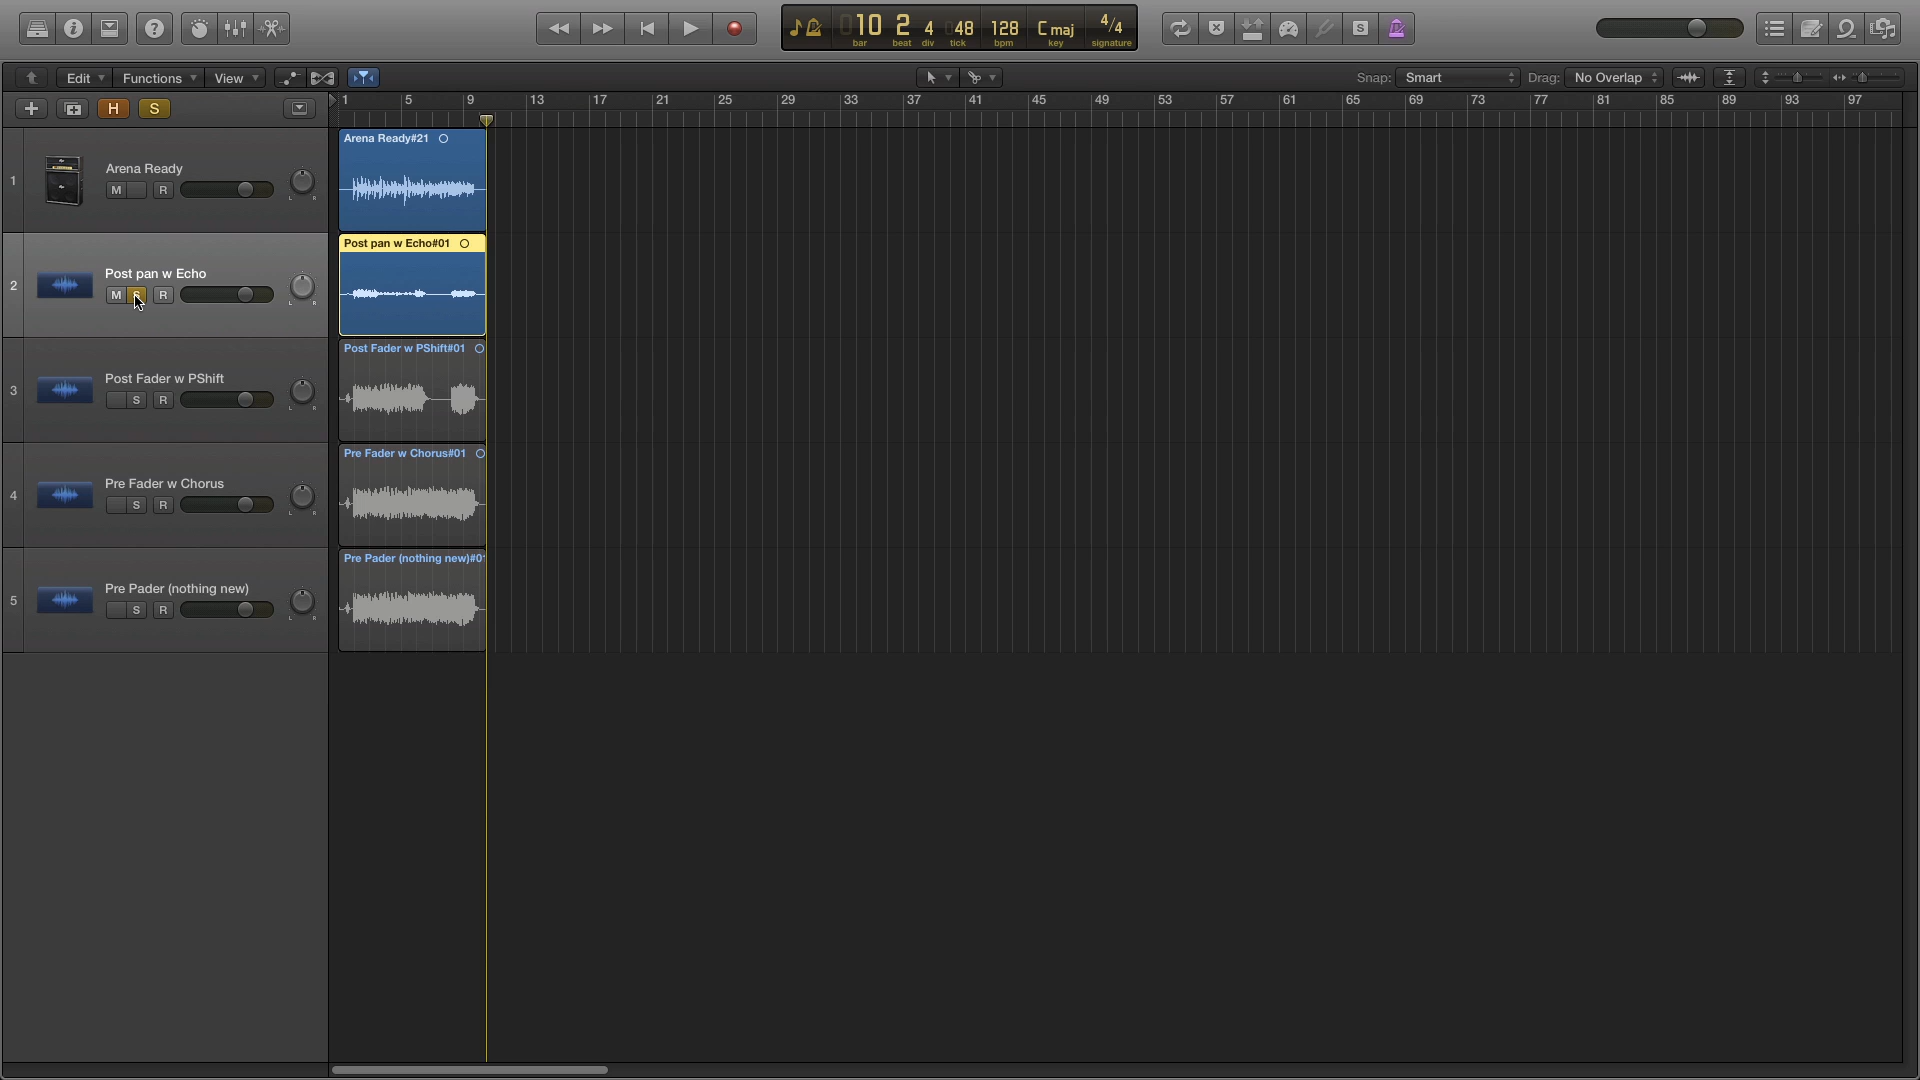 10 2 4 48 128 C maj 4/4
bar beat div tick bpm key signature
S
Edit Functions View Snap: Smart Drag: No Overlap
H S
1 5 9 13 17 21 25 29 33 37 41 45 49 53 57 61 65 69 73 77 81 85 89 93 97
1 Arena Ready
M R
L R
Arena Ready#21
2 Post pan w Echo
M S R
L R
Post pan w Echo#01
3 Post Fader w PShift
S R
L R
Post Fader w PShift#01
4 Pre Fader w Chorus
S R
L R
Pre Fader w Chorus#01
5 Pre Pader (nothing new)
S R
L R
Pre Pader (nothing new)#01